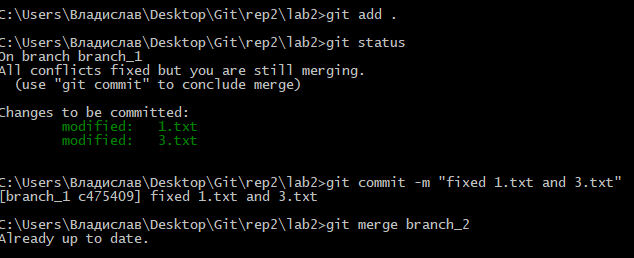 C:\Users\Владислав\Desktop\Git\rep2\lab2>git add .
C:\Users\Владислав\Desktop\Git\rep2\lab2>git status
On branch branch_1
All conflicts fixed but you are still merging.
  (use "git commit" to conclude merge)
Changes to be committed:
        modified:   1.txt
        modified:   3.txt
C:\Users\Владислав\Desktop\Git\rep2\lab2>git commit -m "fixed 1.txt and 3.txt"
[branch_1 c475409] fixed 1.txt and 3.txt
C:\Users\Владислав\Desktop\Git\rep2\lab2>git merge branch_2
Already up to date.